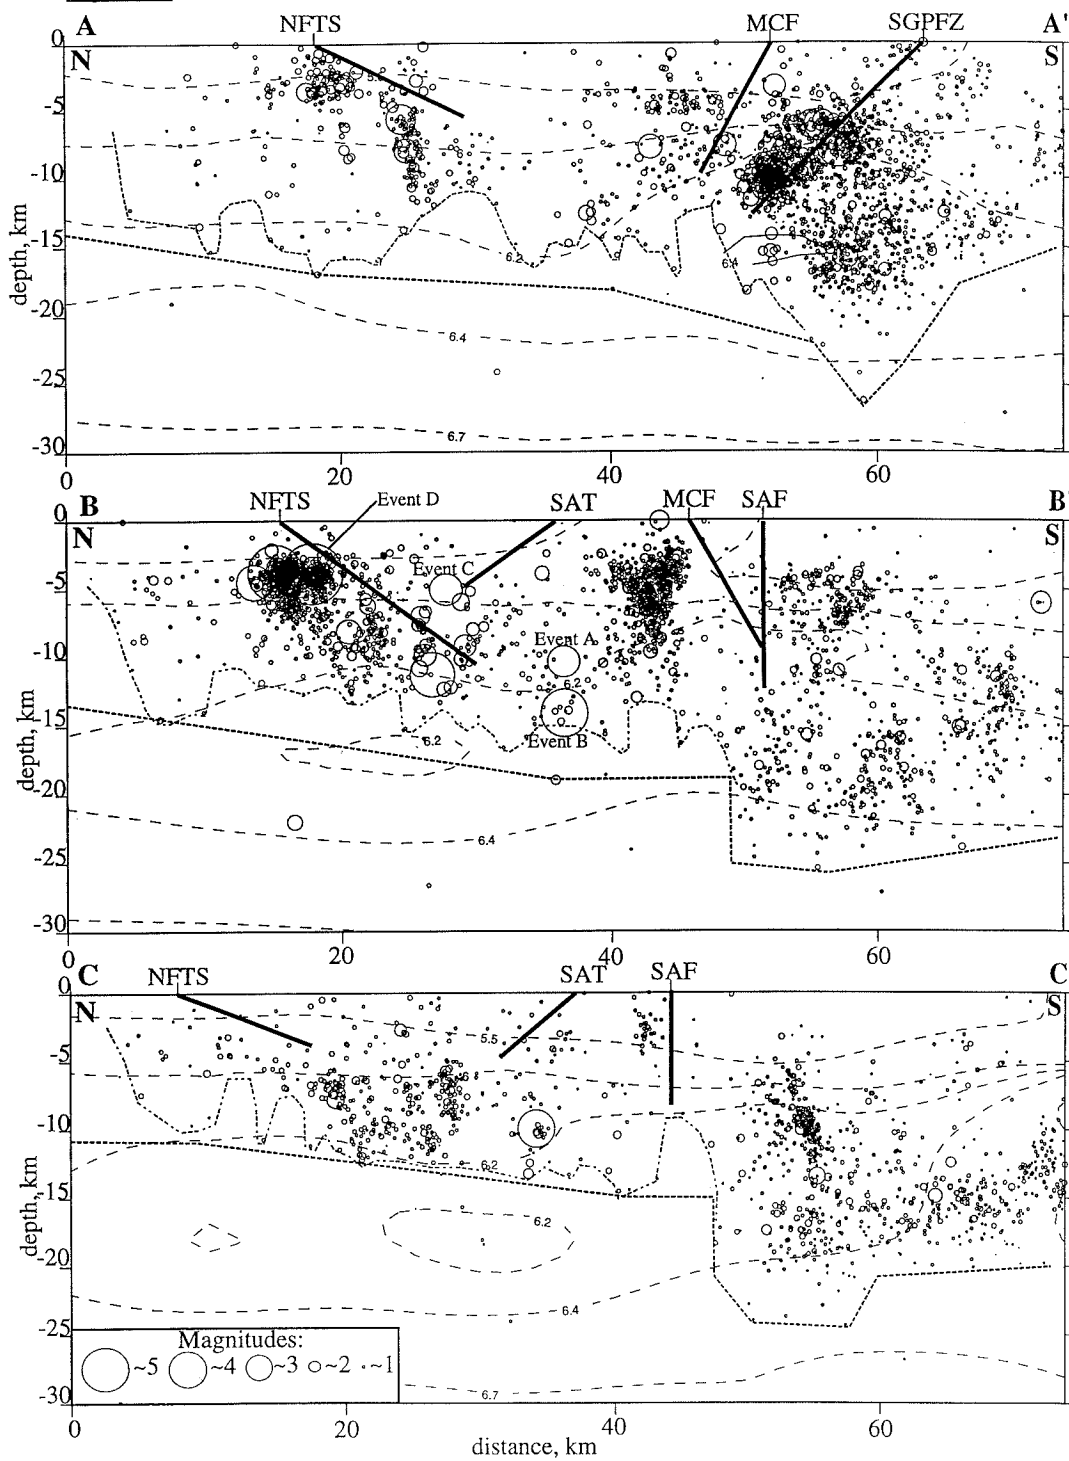 A NFTS MCF SGPFZ A'
N S
0
-5
-10
-15
-20
-25
-30
depth, km
6.2
6.4
6.4
6.7
0 20 40 60
B NFTS Event D SAT MCF SAF B'
N S
0
-5
-10
-15
-20
-25
-30
depth, km
Event C
Event A
6.2
Event B
6.2
6.4
0 20 40 60
C NFTS SAT SAF C'
N S
0
-5
-10
-15
-20
-25
-30
depth, km
5.5
6.2
6.2
6.4
6.7
Magnitudes:
~5 ~4 ~3 ~2 ~1
0 20 40 60
distance, km